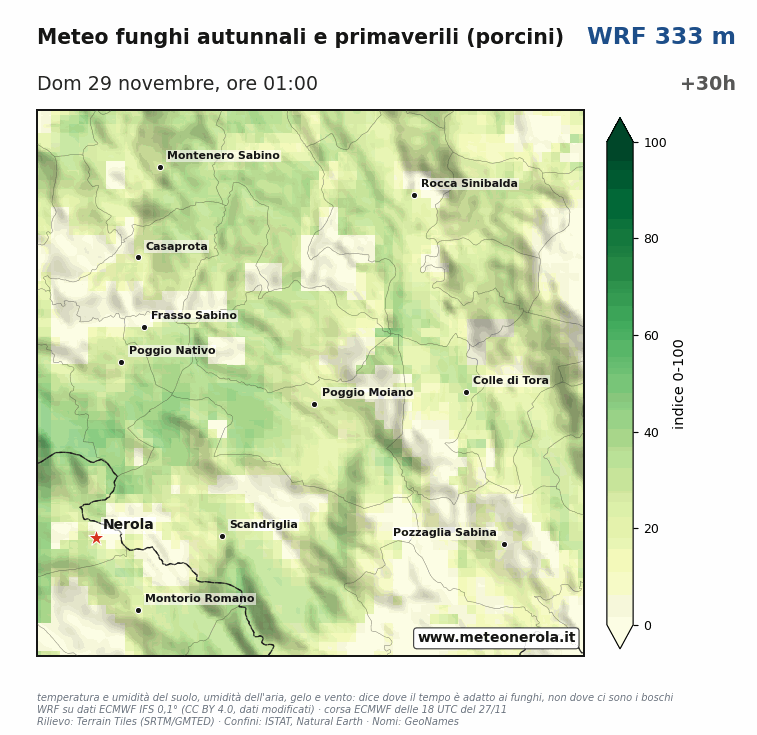 Meteo funghi autunnali e primaverili (porcini) WRF 333 m
Dom 29 novembre, ore 01:00 +30h
Montenero Sabino
Rocca Sinibalda
Casaprota
Frasso Sabino
Poggio Nativo
Colle di Tora
Poggio Moiano
Nerola
Scandriglia
Pozzaglia Sabina
Montorio Romano
www.meteonerola.it
100
80
60
40
20
0
indice 0-100
temperatura e umidità del suolo, umidità dell'aria, gelo e vento: dice dove il tempo è adatto ai funghi, non dove ci sono i boschi
WRF su dati ECMWF IFS 0,1° (CC BY 4.0, dati modificati) · corsa ECMWF delle 18 UTC del 27/11
Rilievo: Terrain Tiles (SRTM/GMTED) · Confini: ISTAT, Natural Earth · Nomi: GeoNames